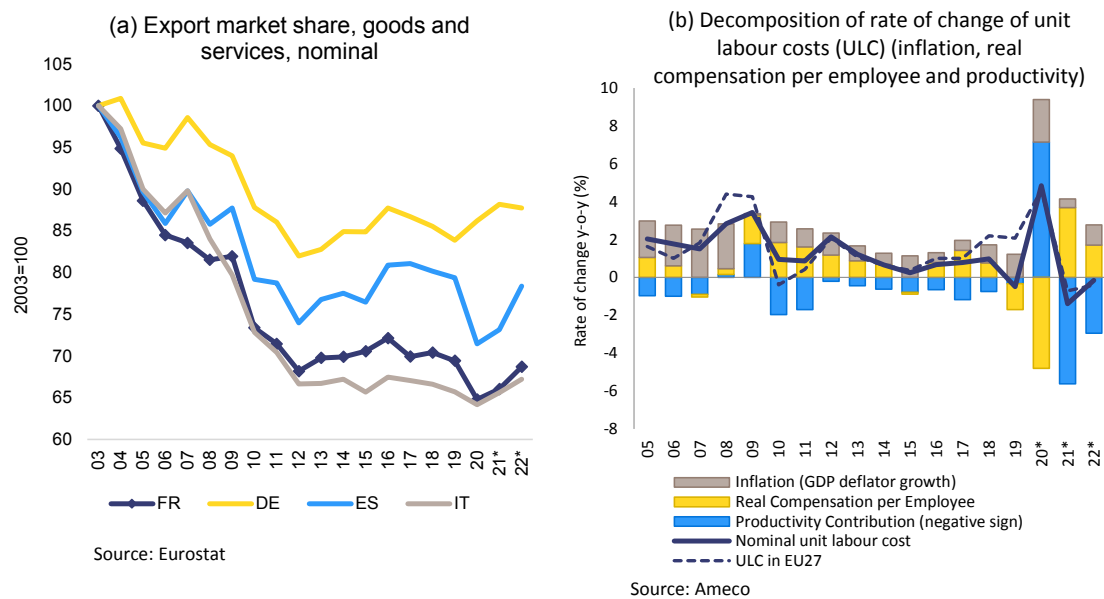 (a) Export market share, goods and
services, nominal
2003=100
105
100
95
90
85
80
75
70
65
60
03 04 05 06 07 08 09 10 11 12 13 14 15 16 17 18 19 20 21* 22*
FR DE ES IT
Source: Eurostat
(b) Decomposition of rate of change of unit
labour costs (ULC) (inflation, real
compensation per employee and productivity)
Rate of change y-o-y (%)
10
8
6
4
2
0
-2
-4
-6
-8
05 06 07 08 09 10 11 12 13 14 15 16 17 18 19 20* 21* 22*
Inflation (GDP deflator growth)
Real Compensation per Employee
Productivity Contribution (negative sign)
Nominal unit labour cost
ULC in EU27
Source: Ameco